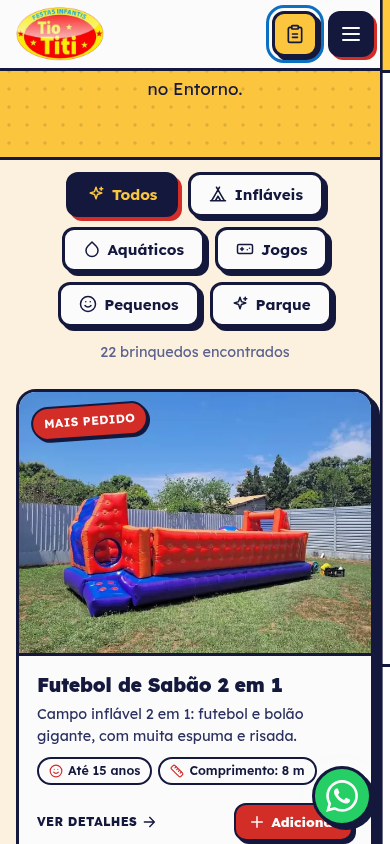 FESTAS INFANTIS
Tio
Titi
no Entorno.
Todos
Infláveis
Aquáticos
Jogos
Pequenos
Parque
22 brinquedos encontrados
MAIS PEDIDO
Futebol de Sabão 2 em 1
Campo inflável 2 em 1: futebol e bolão
gigante, com muita espuma e risada.
Até 15 anos
Comprimento: 8 m
VER DETALHES